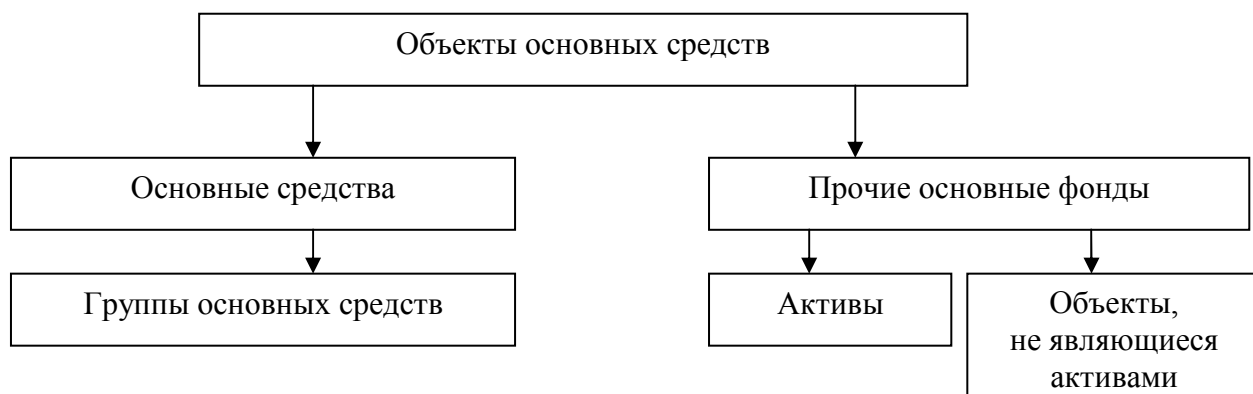 Объекты основных средств
Основные средства
Прочие основные фонды
Группы основных средств
Активы
Объекты,
не являющиеся
активами